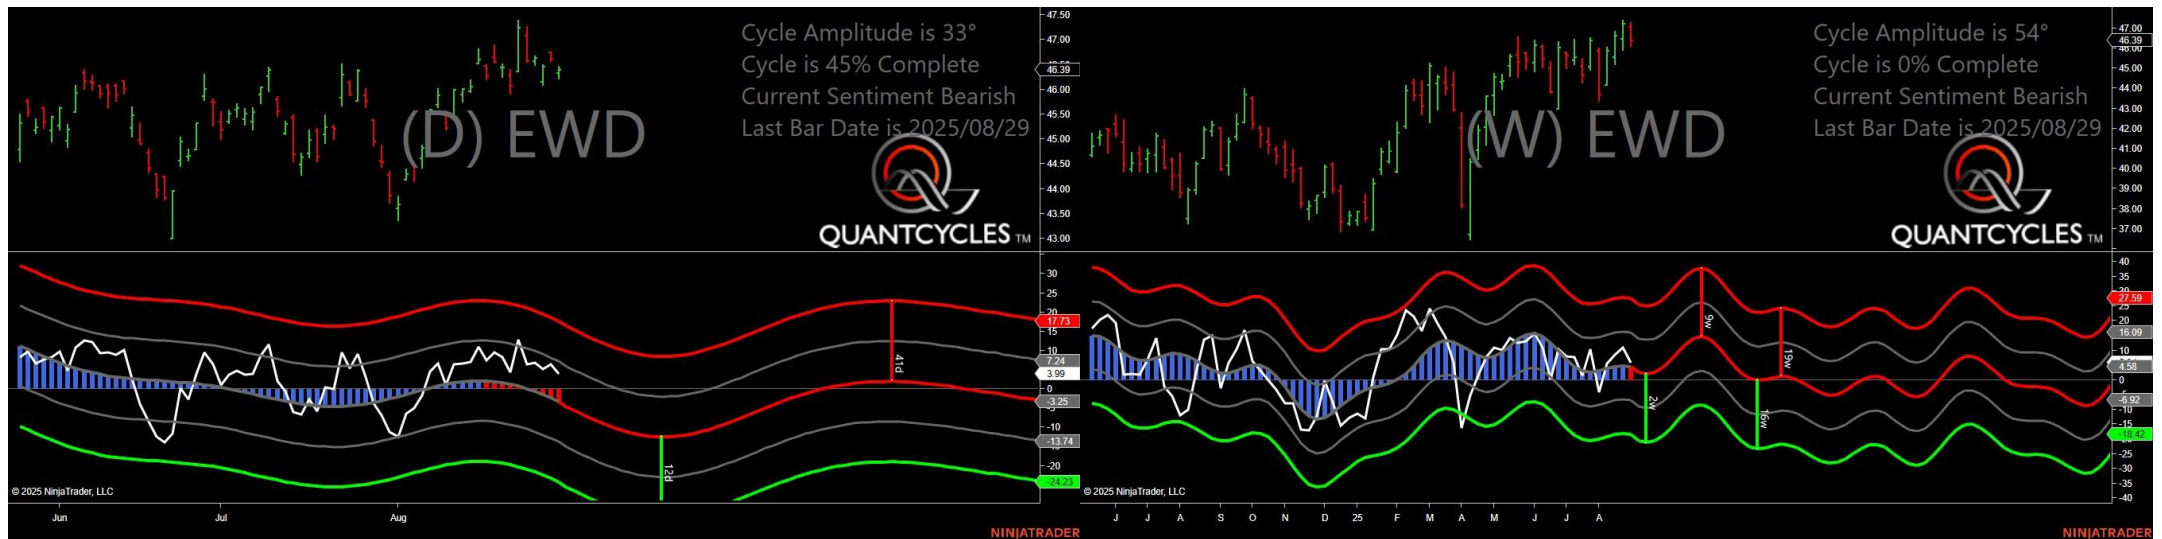 Cycle Amplitude is 33°
Cycle is 45% Complete
Current Sentiment Bearish
Last Bar Date is 2025/08/29
(D) EWD
QUANTCYCLES TM
47.50
47.00
46.39
46.00
45.50
45.00
44.50
44.00
43.50
43.00
30
25
20
17.73
15
10
7.24
3.99
0
-3.25
-10
-13.74
-20
-24.23
41d
12d
© 2025 NinjaTrader, LLC
Jun
Jul
Aug
NINJATRADER
Cycle Amplitude is 54°
Cycle is 0% Complete
Current Sentiment Bearish
Last Bar Date is 2025/08/29
(W) EWD
QUANTCYCLES TM
47.00
46.39
46.00
45.00
44.00
43.00
42.00
41.00
40.00
39.00
38.00
37.00
40
35
27.59
20
16.09
10
4.58
0
-6.92
-10
-15
-18.42
-25
-30
-35
-40
9w
19w
2w
16w
© 2025 NinjaTrader, LLC
J
J
A
S
O
N
D
25
F
M
A
M
J
J
A
NINJATRADER